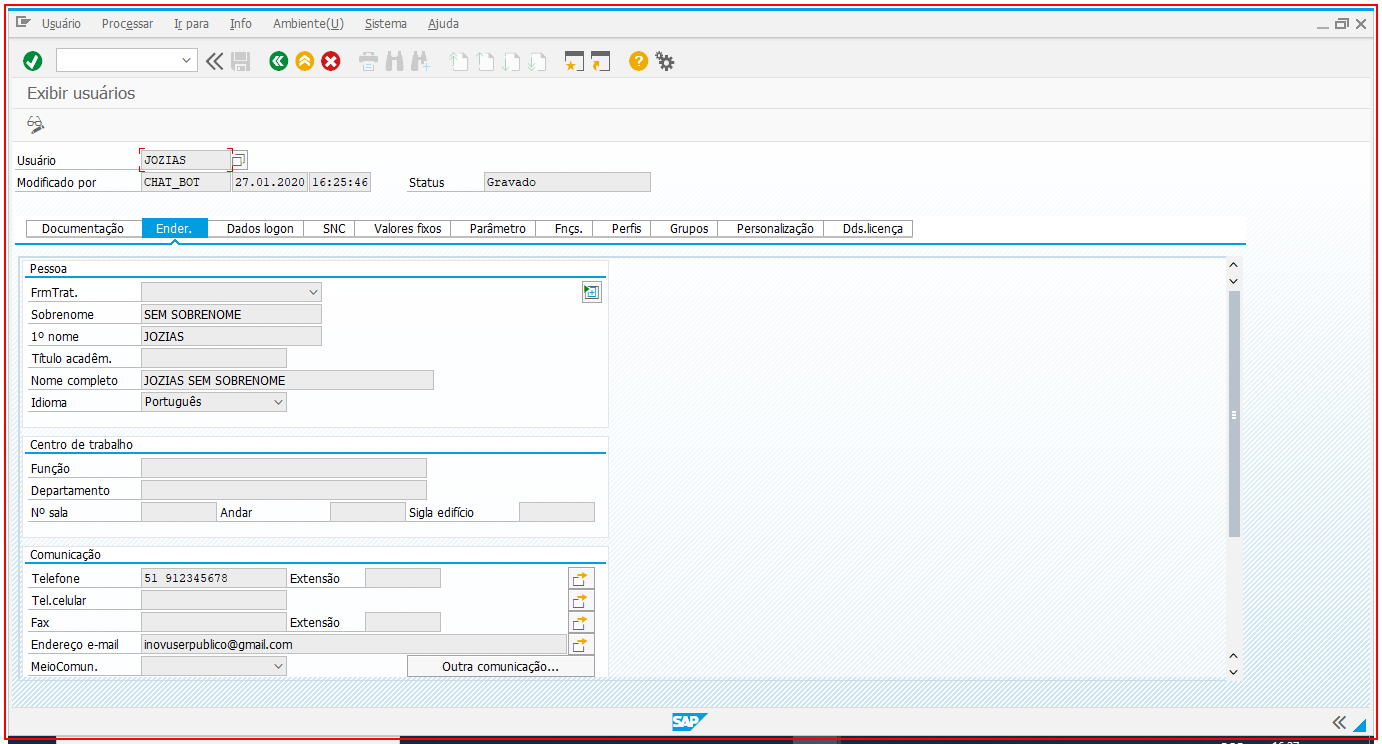 Usuário Processar Ir para Info Ambiente(U) Sistema Ajuda
Exibir usuários
Usuário JOZIAS
Modificado por CHAT_BOT 27.01.2020 16:25:46 Status Gravado
Documentação Ender. Dados logon SNC Valores fixos Parâmetro Fnçs. Perfis Grupos Personalização Dds.licença
Pessoa
FrmTrat.
Sobrenome SEM SOBRENOME
1º nome JOZIAS
Título acadêm.
Nome completo JOZIAS SEM SOBRENOME
Idioma Português
Centro de trabalho
Função
Departamento
Nº sala Andar Sigla edifício
Comunicação
Telefone 51 912345678 Extensão
Tel.celular
Fax Extensão
Endereço e-mail inovuserpublico@gmail.com
MeioComun. Outra comunicação...
SAP